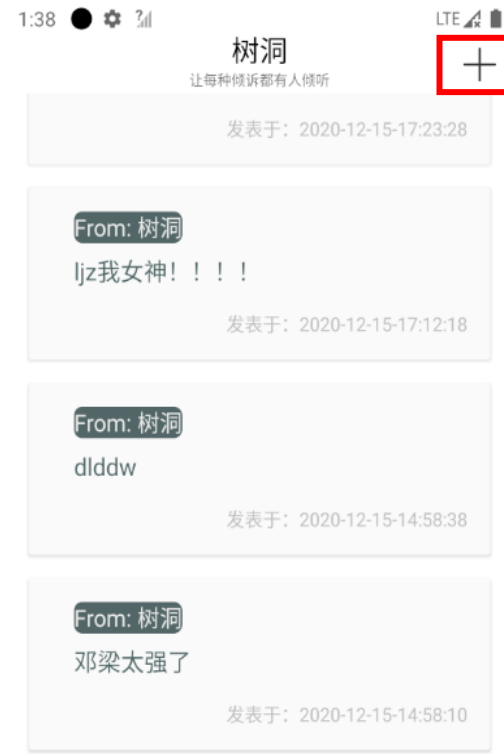 1:38 LTE
树洞
让每种倾诉都有人倾听
发表于：2020-12-15-17:23:28
From: 树洞
ljz我女神！！！！
发表于：2020-12-15-17:12:18
From: 树洞
dlddw
发表于：2020-12-15-14:58:38
From: 树洞
邓梁太强了
发表于：2020-12-15-14:58:10